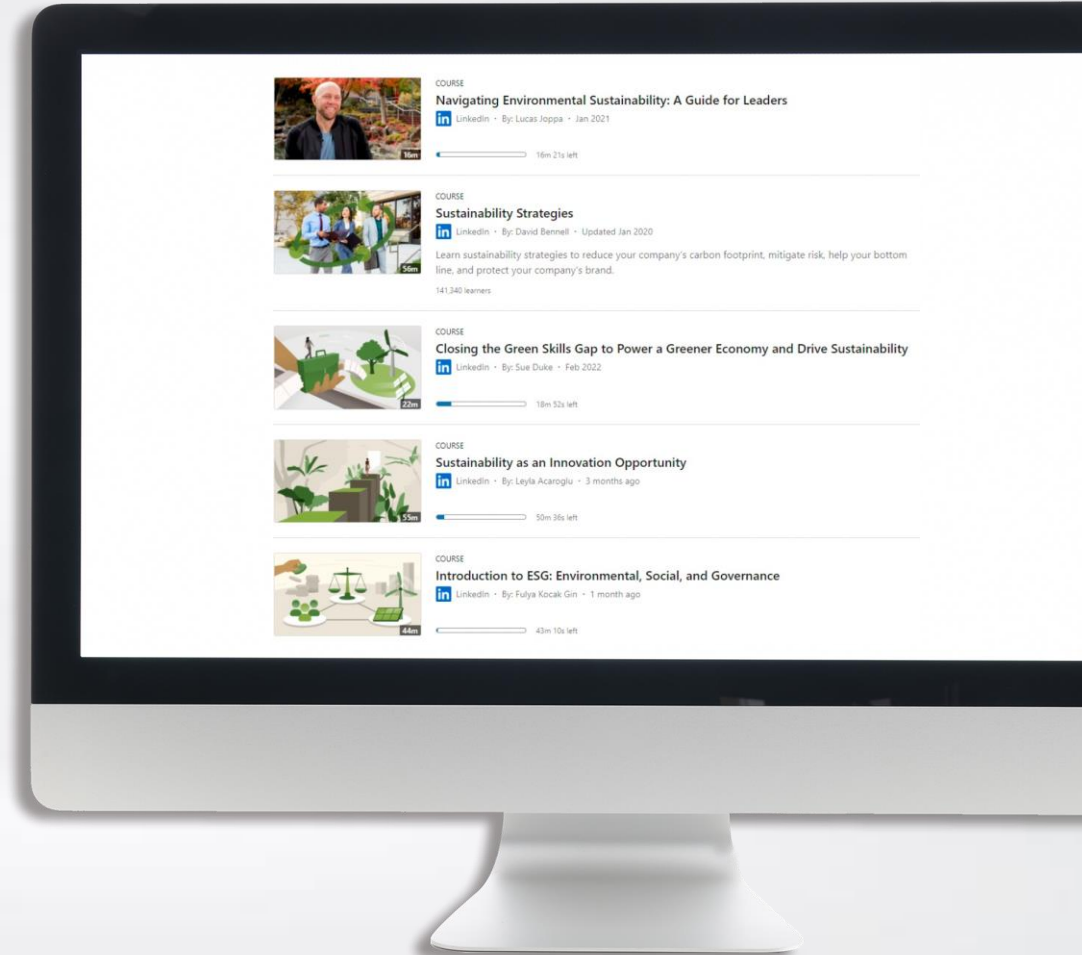 COURSE
Navigating Environmental Sustainability: A Guide for Leaders
in LinkedIn • By: Lucas Joppa • Jan 2021
16m
16m 21s left
COURSE
Sustainability Strategies
in LinkedIn • By: David Bennell • Updated Jan 2020
Learn sustainability strategies to reduce your company's carbon footprint, mitigate risk, help your bottom
line, and protect your company's brand.
56m
141,340 learners
COURSE
Closing the Green Skills Gap to Power a Greener Economy and Drive Sustainability
in LinkedIn • By: Sue Duke • Feb 2022
22m
18m 52s left
COURSE
Sustainability as an Innovation Opportunity
in LinkedIn • By: Leyla Acaroglu • 3 months ago
55m
50m 36s left
COURSE
Introduction to ESG: Environmental, Social, and Governance
in LinkedIn • By: Fulya Kocak Gin • 1 month ago
44m
43m 10s left